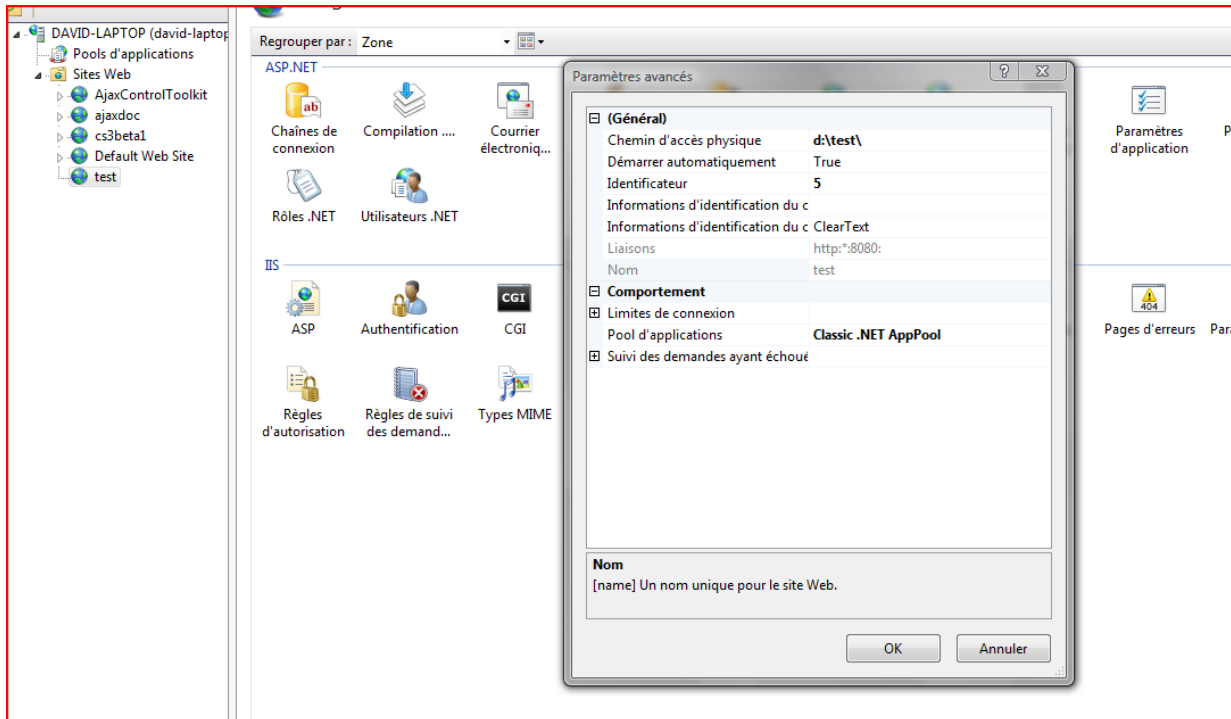 DAVID-LAPTOP (david-laptop
Pools d'applications
Sites Web
AjaxControlToolkit
ajaxdoc
cs3beta1
Default Web Site
test
Regrouper par : Zone
ASP.NET
Chaînes de connexion
Compilation ....
Courrier électroniq...
Paramètres d'application
P
Rôles .NET
Utilisateurs .NET
IIS
ASP
Authentification
CGI
CGI
404
Pages d'erreurs
Par
Règles d'autorisation
Règles de suivi des demand...
Types MIME
Paramètres avancés
(Général)
Chemin d'accès physique d:\test\
Démarrer automatiquement True
Identificateur 5
Informations d'identification du c
Informations d'identification du c ClearText
Liaisons http:*:8080:
Nom test
Comportement
Limites de connexion
Pool d'applications Classic .NET AppPool
Suivi des demandes ayant échoué
Nom
[name] Un nom unique pour le site Web.
OK
Annuler